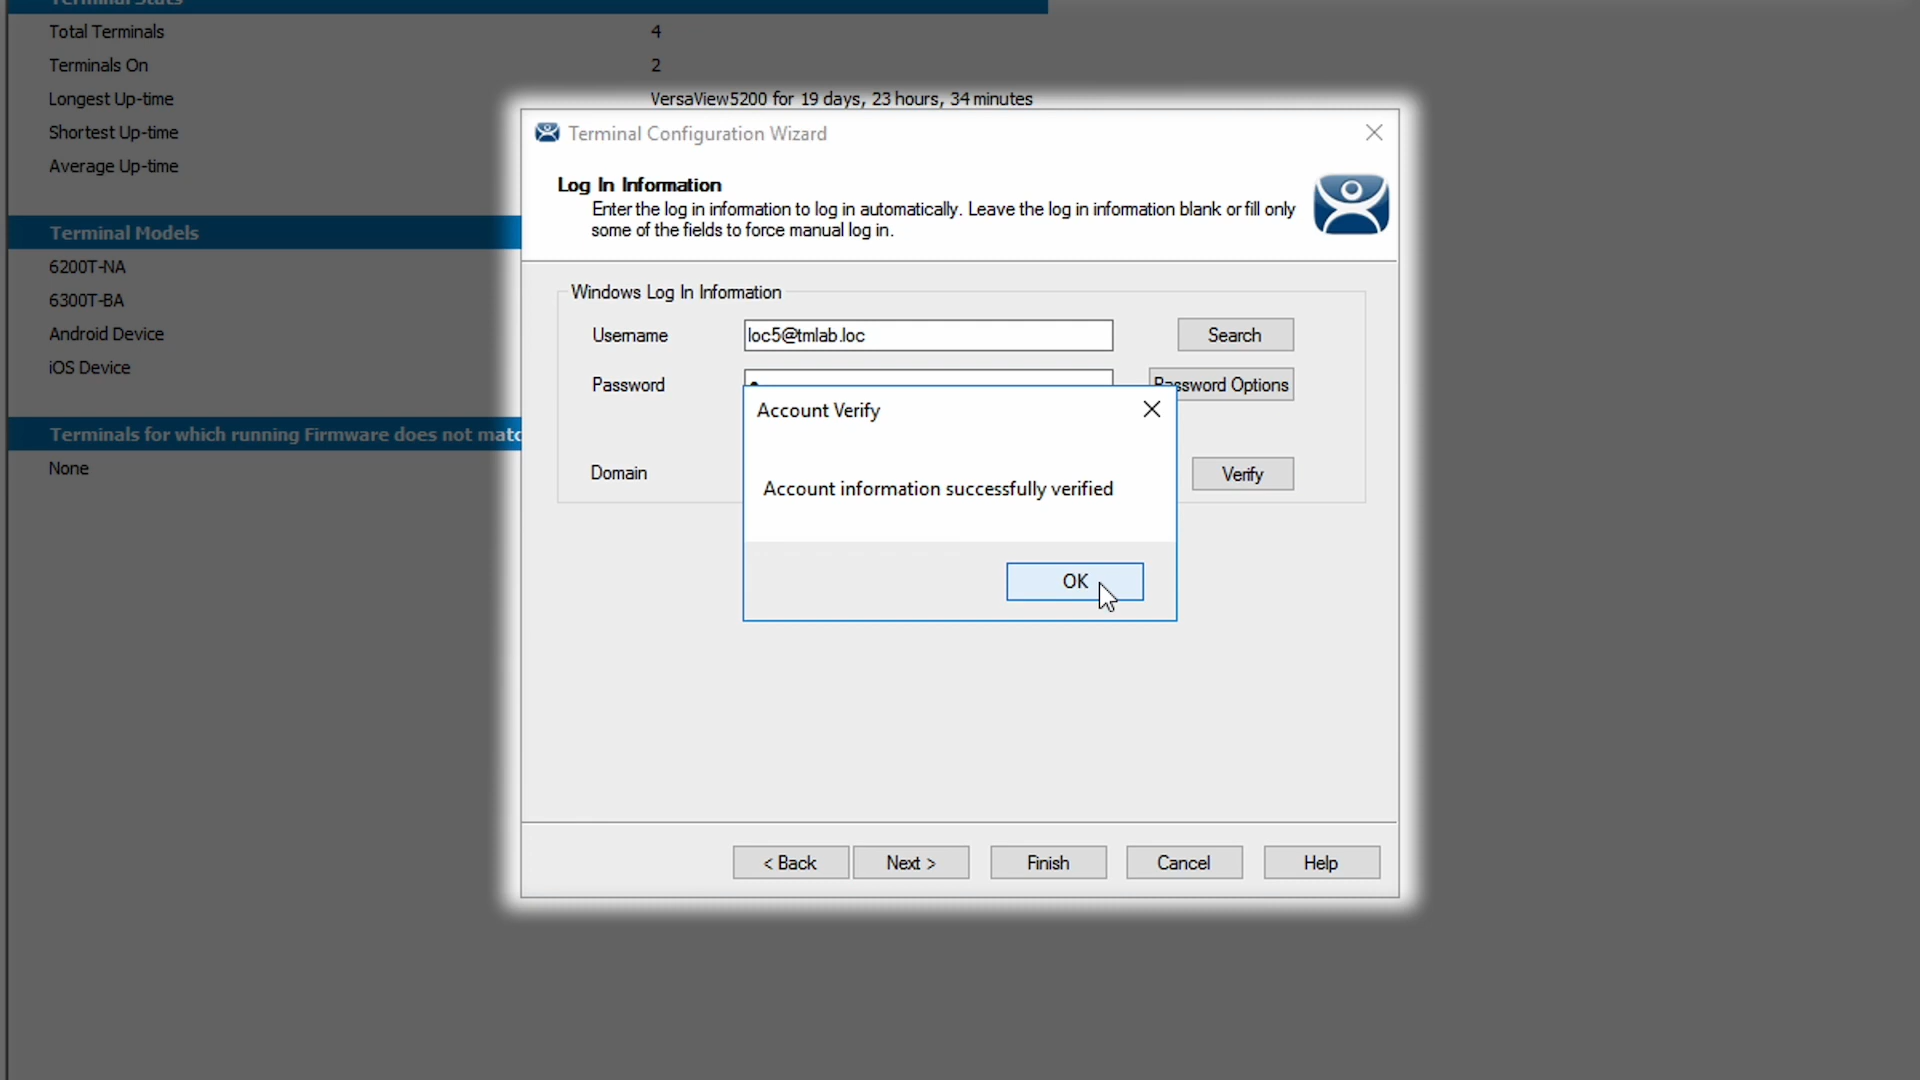 Terminal Stats
Total Terminals 4
Terminals On 2
Longest Up-time VersaView5200 for 19 days, 23 hours, 34 minutes
Shortest Up-time
Average Up-time
Terminal Models
6200T-NA
6300T-BA
Android Device
iOS Device
Terminals for which running Firmware does not matc
None
Terminal Configuration Wizard
Log In Information
Enter the log in information to log in automatically. Leave the log in information blank or fill only
some of the fields to force manual log in.
Windows Log In Information
Username loc5@tmlab.loc Search
Password Password Options
Domain Verify
Account Verify
Account information successfully verified
OK
< Back Next > Finish Cancel Help